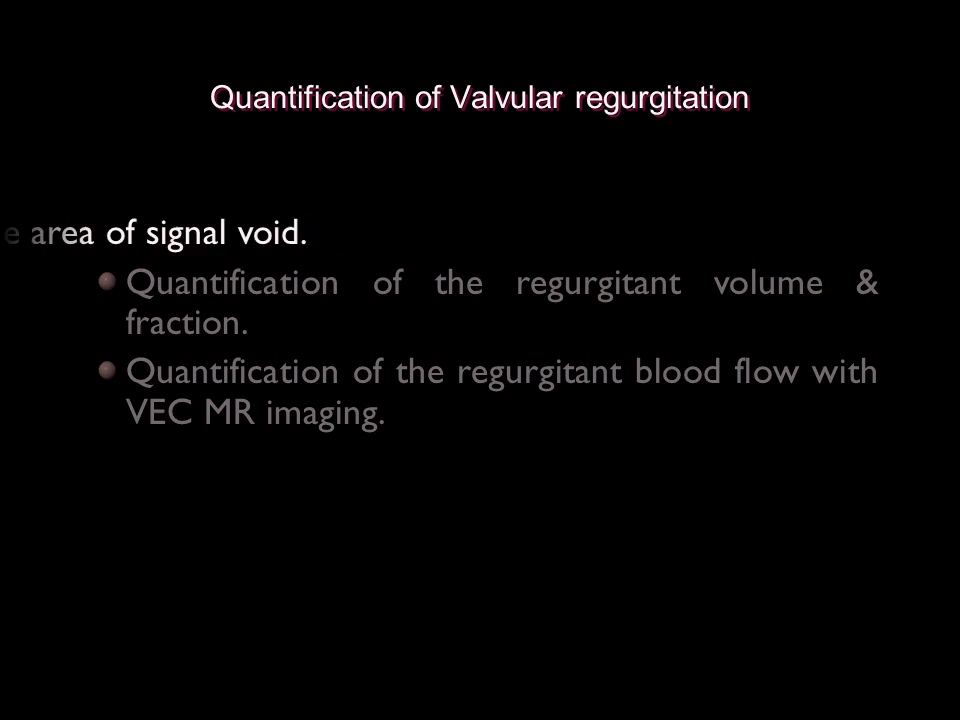 Quantification of Valvular regurgitation
e area of signal void.
Quantification of the regurgitant volume &
fraction.
Quantification of the regurgitant blood flow with
VEC MR imaging.